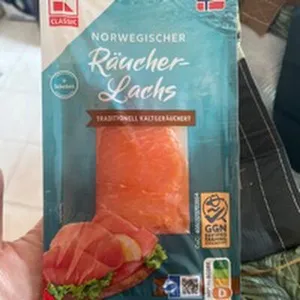 K
CLASSIC
NORWEGISCHER
Räucher-
Lachs
TRADITIONELL KALTGERÄUCHERT
GGN
D